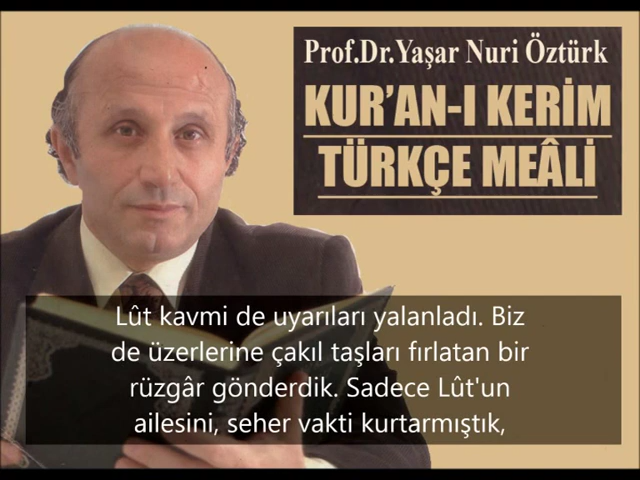 Prof.Dr.Yaşar Nuri Öztürk
KUR'AN-I KERİM
TÜRKÇE MEÂLİ
Lût kavmi de uyarıları yalanladı. Biz
de üzerlerine çakıl taşları fırlatan bir
rüzgâr gönderdik. Sadece Lût'un
ailesini, seher vakti kurtarmıştık,